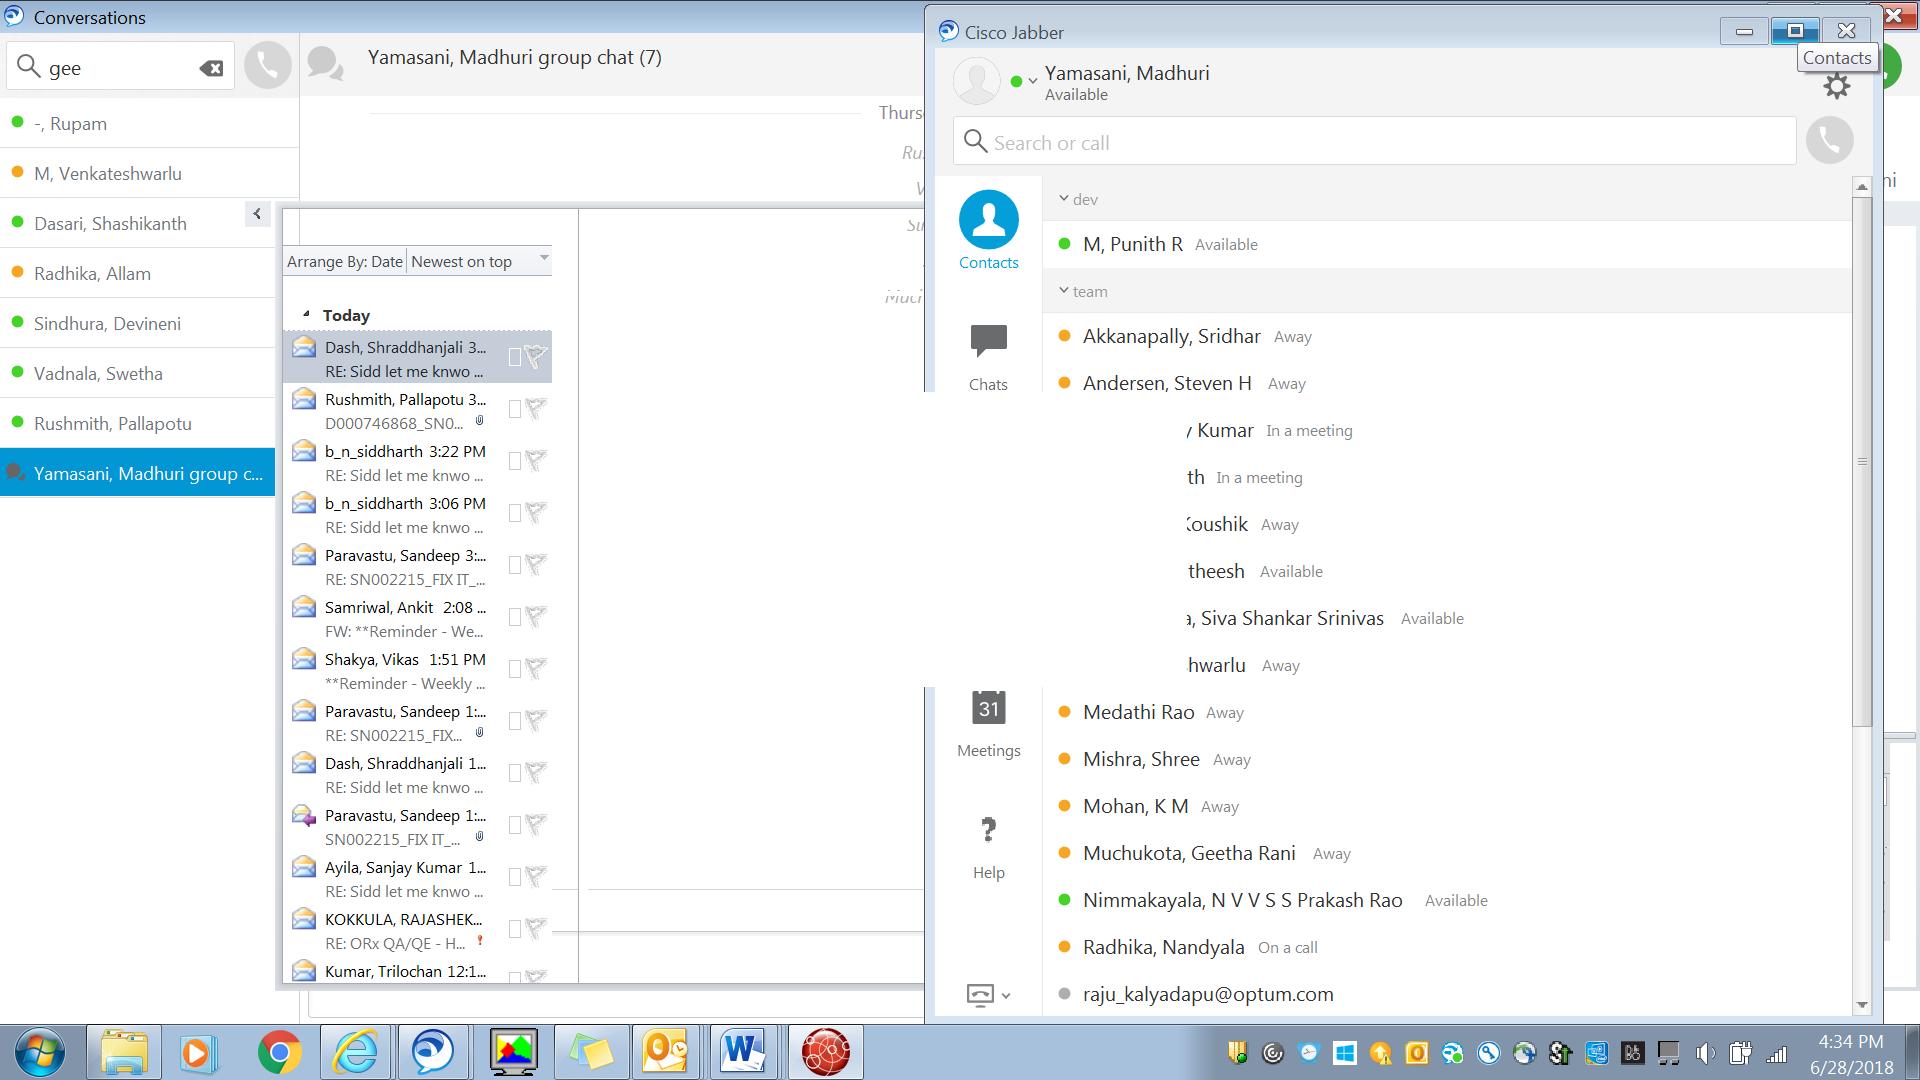 Conversations
gee
-, Rupam
M, Venkateshwarlu
Dasari, Shashikanth
Radhika, Allam
Sindhura, Devineni
Vadnala, Swetha
Rushmith, Pallapotu
Yamasani, Madhuri group c...
Yamasani, Madhuri group chat (7)
Thurs
Arrange By: Date
Newest on top
Today
Dash, Shraddhanjali 3...
RE: Sidd let me knwo ...
Rushmith, Pallapotu 3...
D000746868_SN0...
b_n_siddharth 3:22 PM
RE: Sidd let me knwo ...
b_n_siddharth 3:06 PM
RE: Sidd let me knwo ...
Paravastu, Sandeep 3:...
RE: SN002215_FIX IT_...
Samriwal, Ankit 2:08 ...
FW: **Reminder - We...
Shakya, Vikas 1:51 PM
**Reminder - Weekly ...
Paravastu, Sandeep 1:...
RE: SN002215_FIX...
Dash, Shraddhanjali 1...
RE: Sidd let me knwo ...
Paravastu, Sandeep 1:...
SN002215_FIX IT_...
Ayila, Sanjay Kumar 1...
RE: Sidd let me knwo ...
KOKKULA, RAJASHEK...
RE: ORx QA/QE - H...
Kumar, Trilochan 12:1...
Cisco Jabber
Contacts
Yamasani, Madhuri
Available
Search or call
Contacts
Chats
31
Meetings
Help
dev
M, Punith R Available
team
Akkanapally, Sridhar Away
Andersen, Steven H Away
y Kumar In a meeting
th In a meeting
Koushik Away
theesh Available
a, Siva Shankar Srinivas Available
hwarlu Away
Medathi Rao Away
Mishra, Shree Away
Mohan, K M Away
Muchukota, Geetha Rani Away
Nimmakayala, N V V S S Prakash Rao Available
Radhika, Nandyala On a call
raju_kalyadapu@optum.com
4:34 PM
6/28/2018